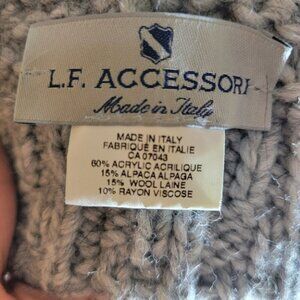 L.F. ACCESSORI
Made in Italy
MADE IN ITALY
FABRIQUÉ EN ITALIE
CA 07043
60% ACRYLIC ACRILIQUE
15% ALPACA ALPAGA
15% WOOL LAINE
10% RAYON VISCOSE